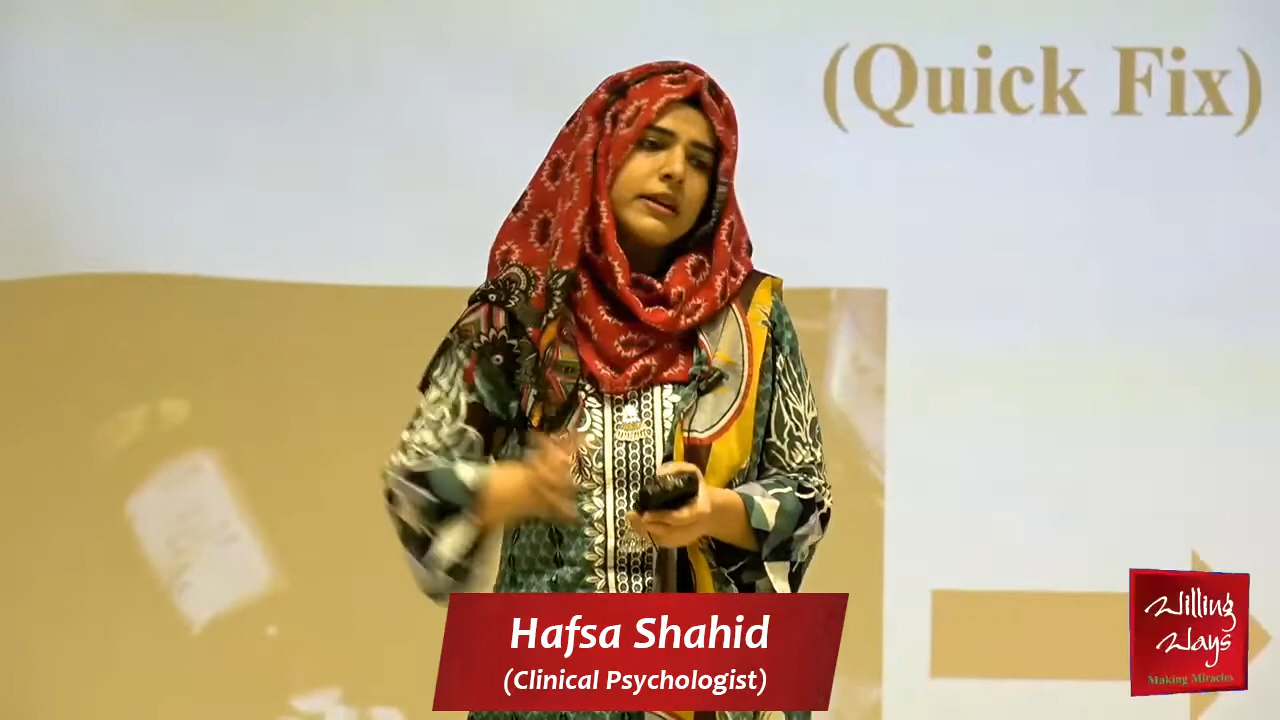 (Quick Fix)
Hafsa Shahid
(Clinical Psychologist)
Willing
Ways
Making Miracles